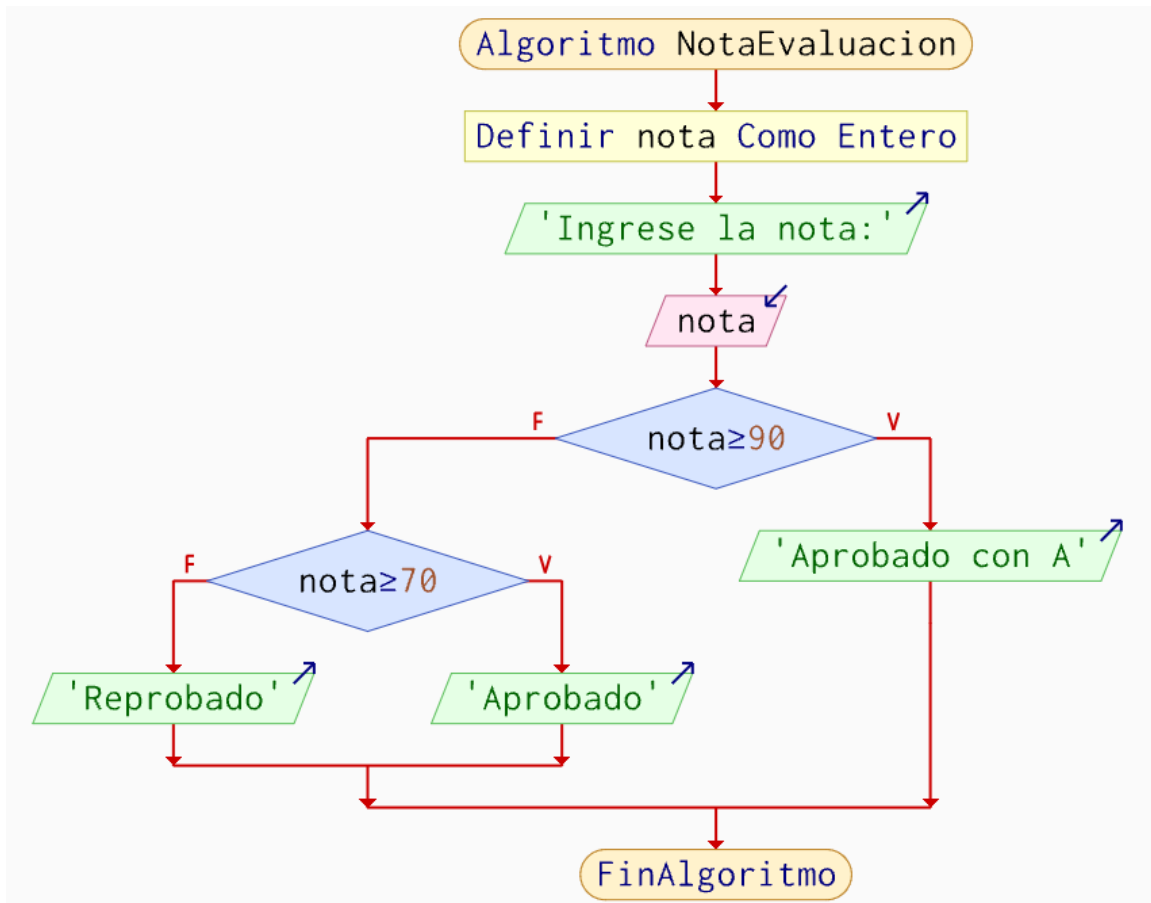 Algoritmo NotaEvaluacion
Definir nota Como Entero
'Ingrese la nota:'
nota
nota≥90
F
V
'Aprobado con A'
nota≥70
F
V
'Reprobado'
'Aprobado'
FinAlgoritmo